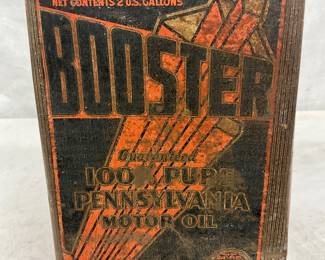 NET CONTENTS 2 U.S. GALLONS
BOOSTER
Guaranteed
100% PURE
PENNSYLVANIA
MOTOR OIL